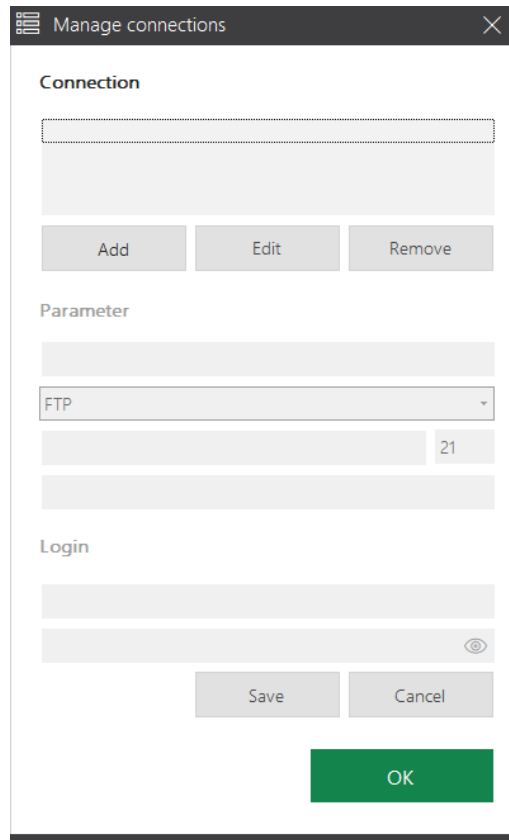 Manage connections
Connection
Add Edit Remove
Parameter
FTP
21
Login
Save Cancel
OK